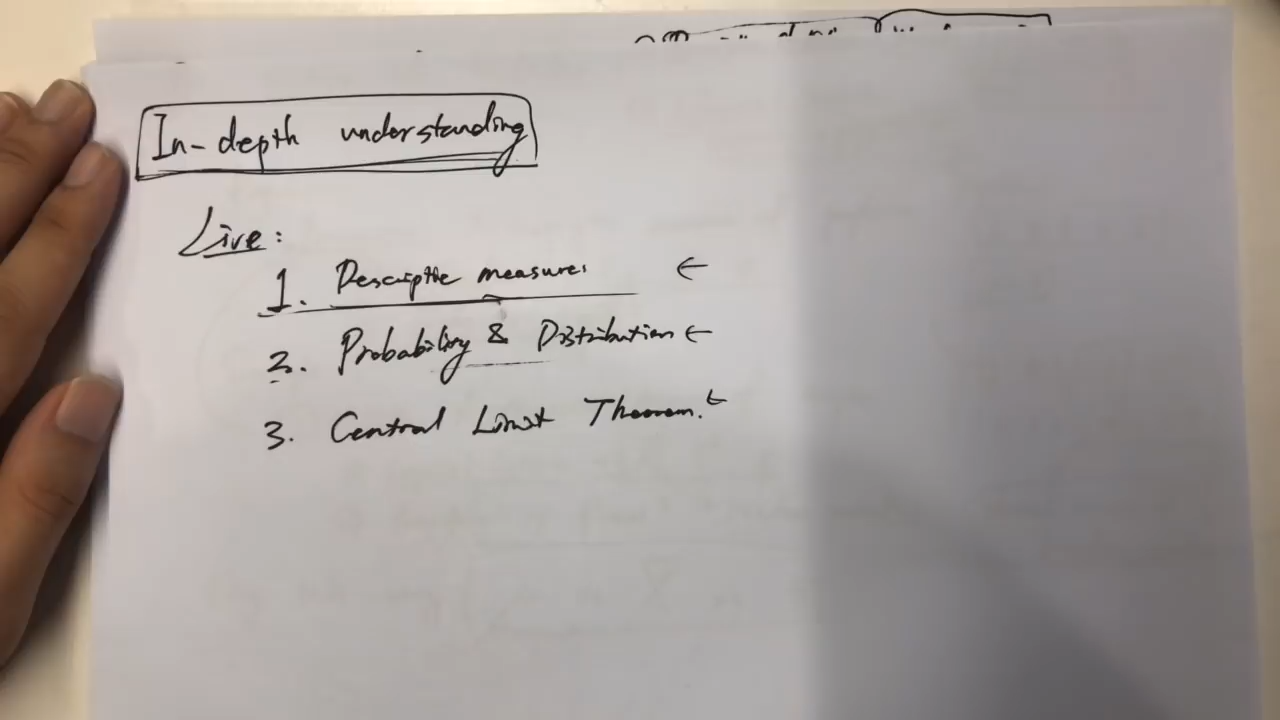 In-depth understanding
Live:
1. Descriptive measures ←
2. Probability & Distribution ←
3. Central Limit Theorem. ←